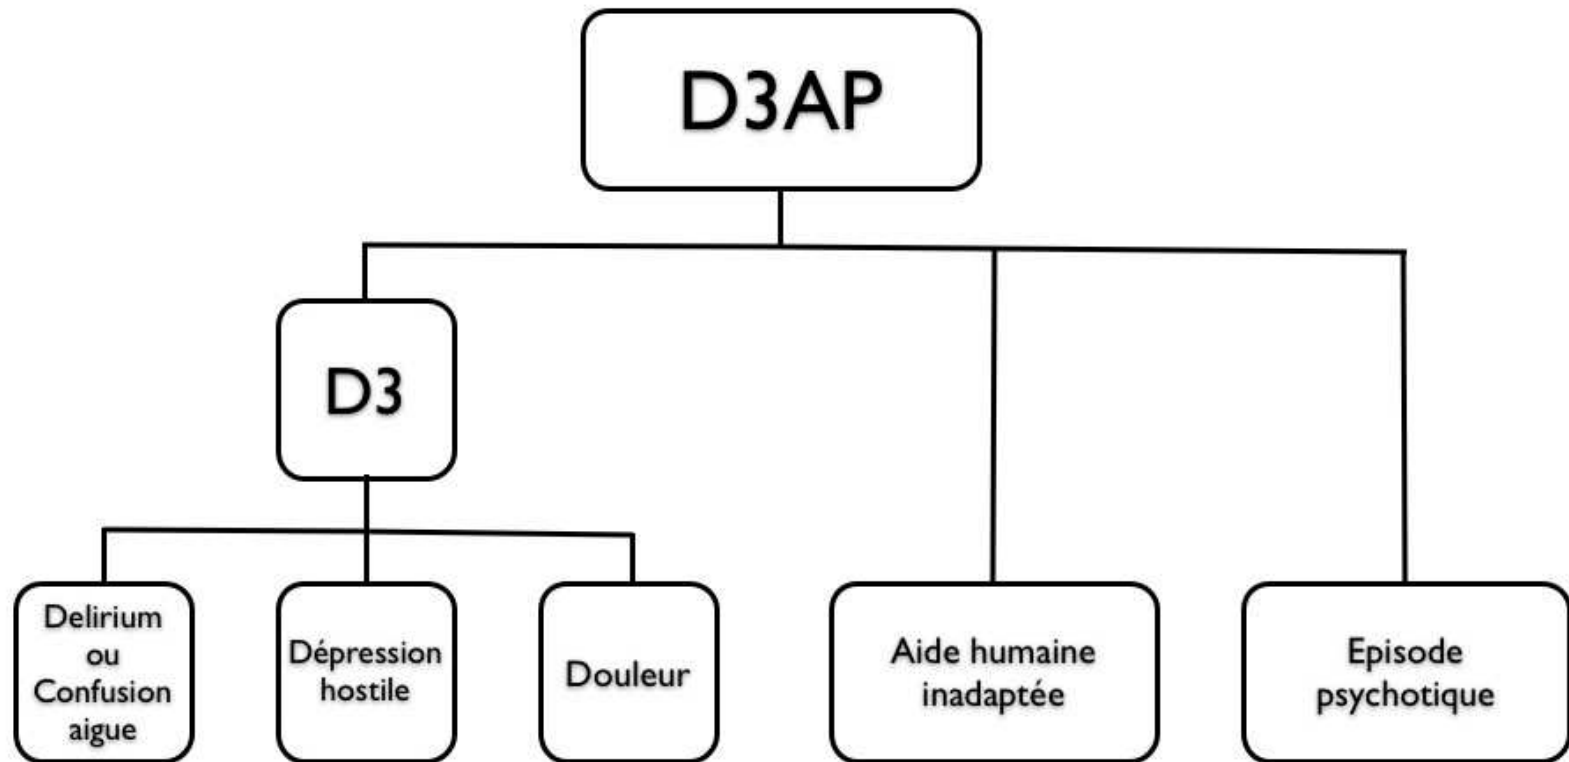 D3AP
D3
Delirium
ou
Confusion
aigue
Dépression
hostile
Douleur
Aide humaine
inadaptée
Episode
psychotique